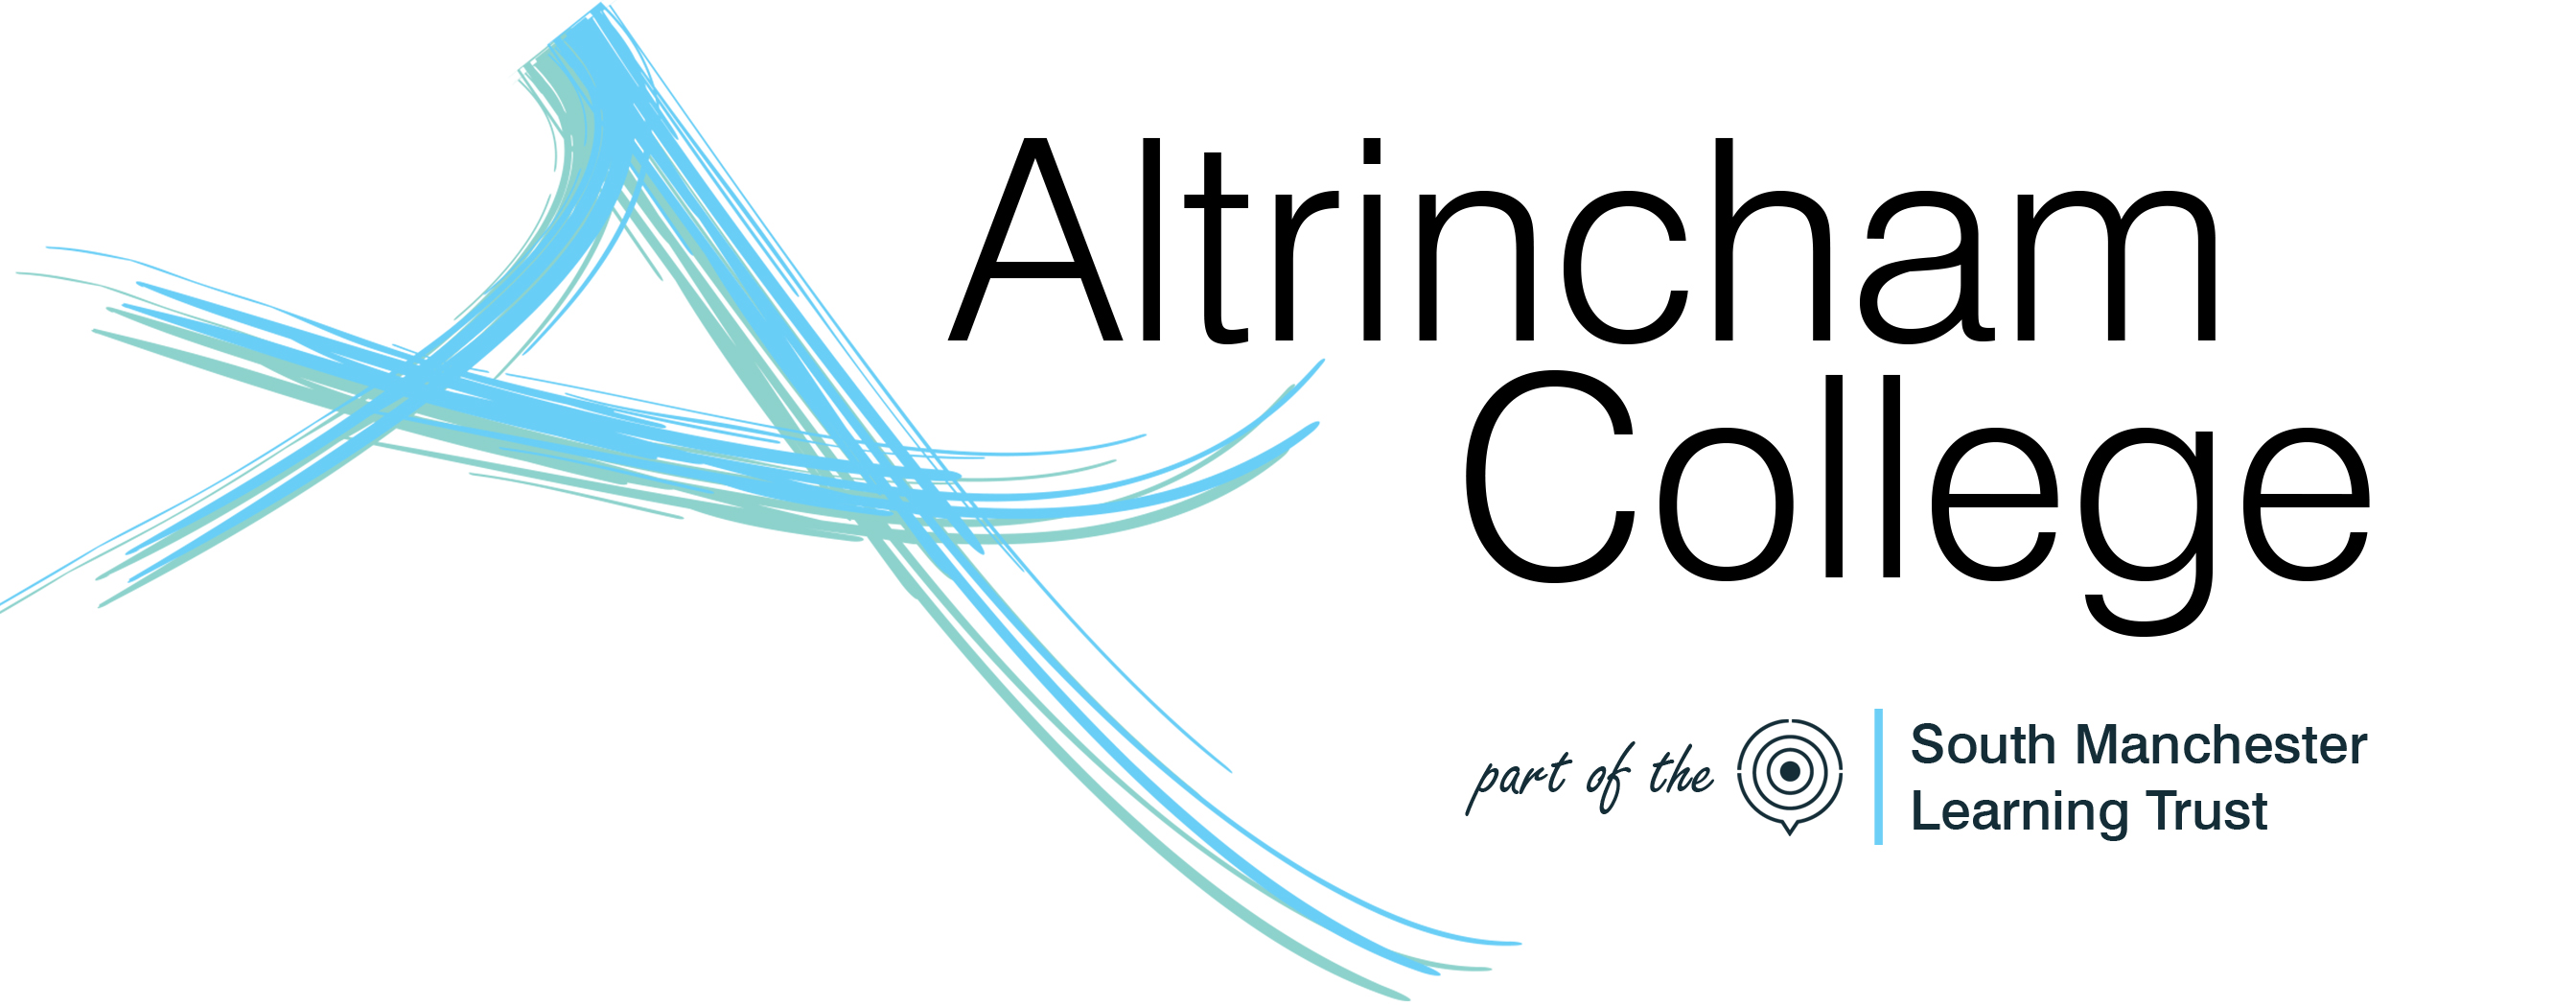 Altrincham
College
part of the
South Manchester
Learning Trust